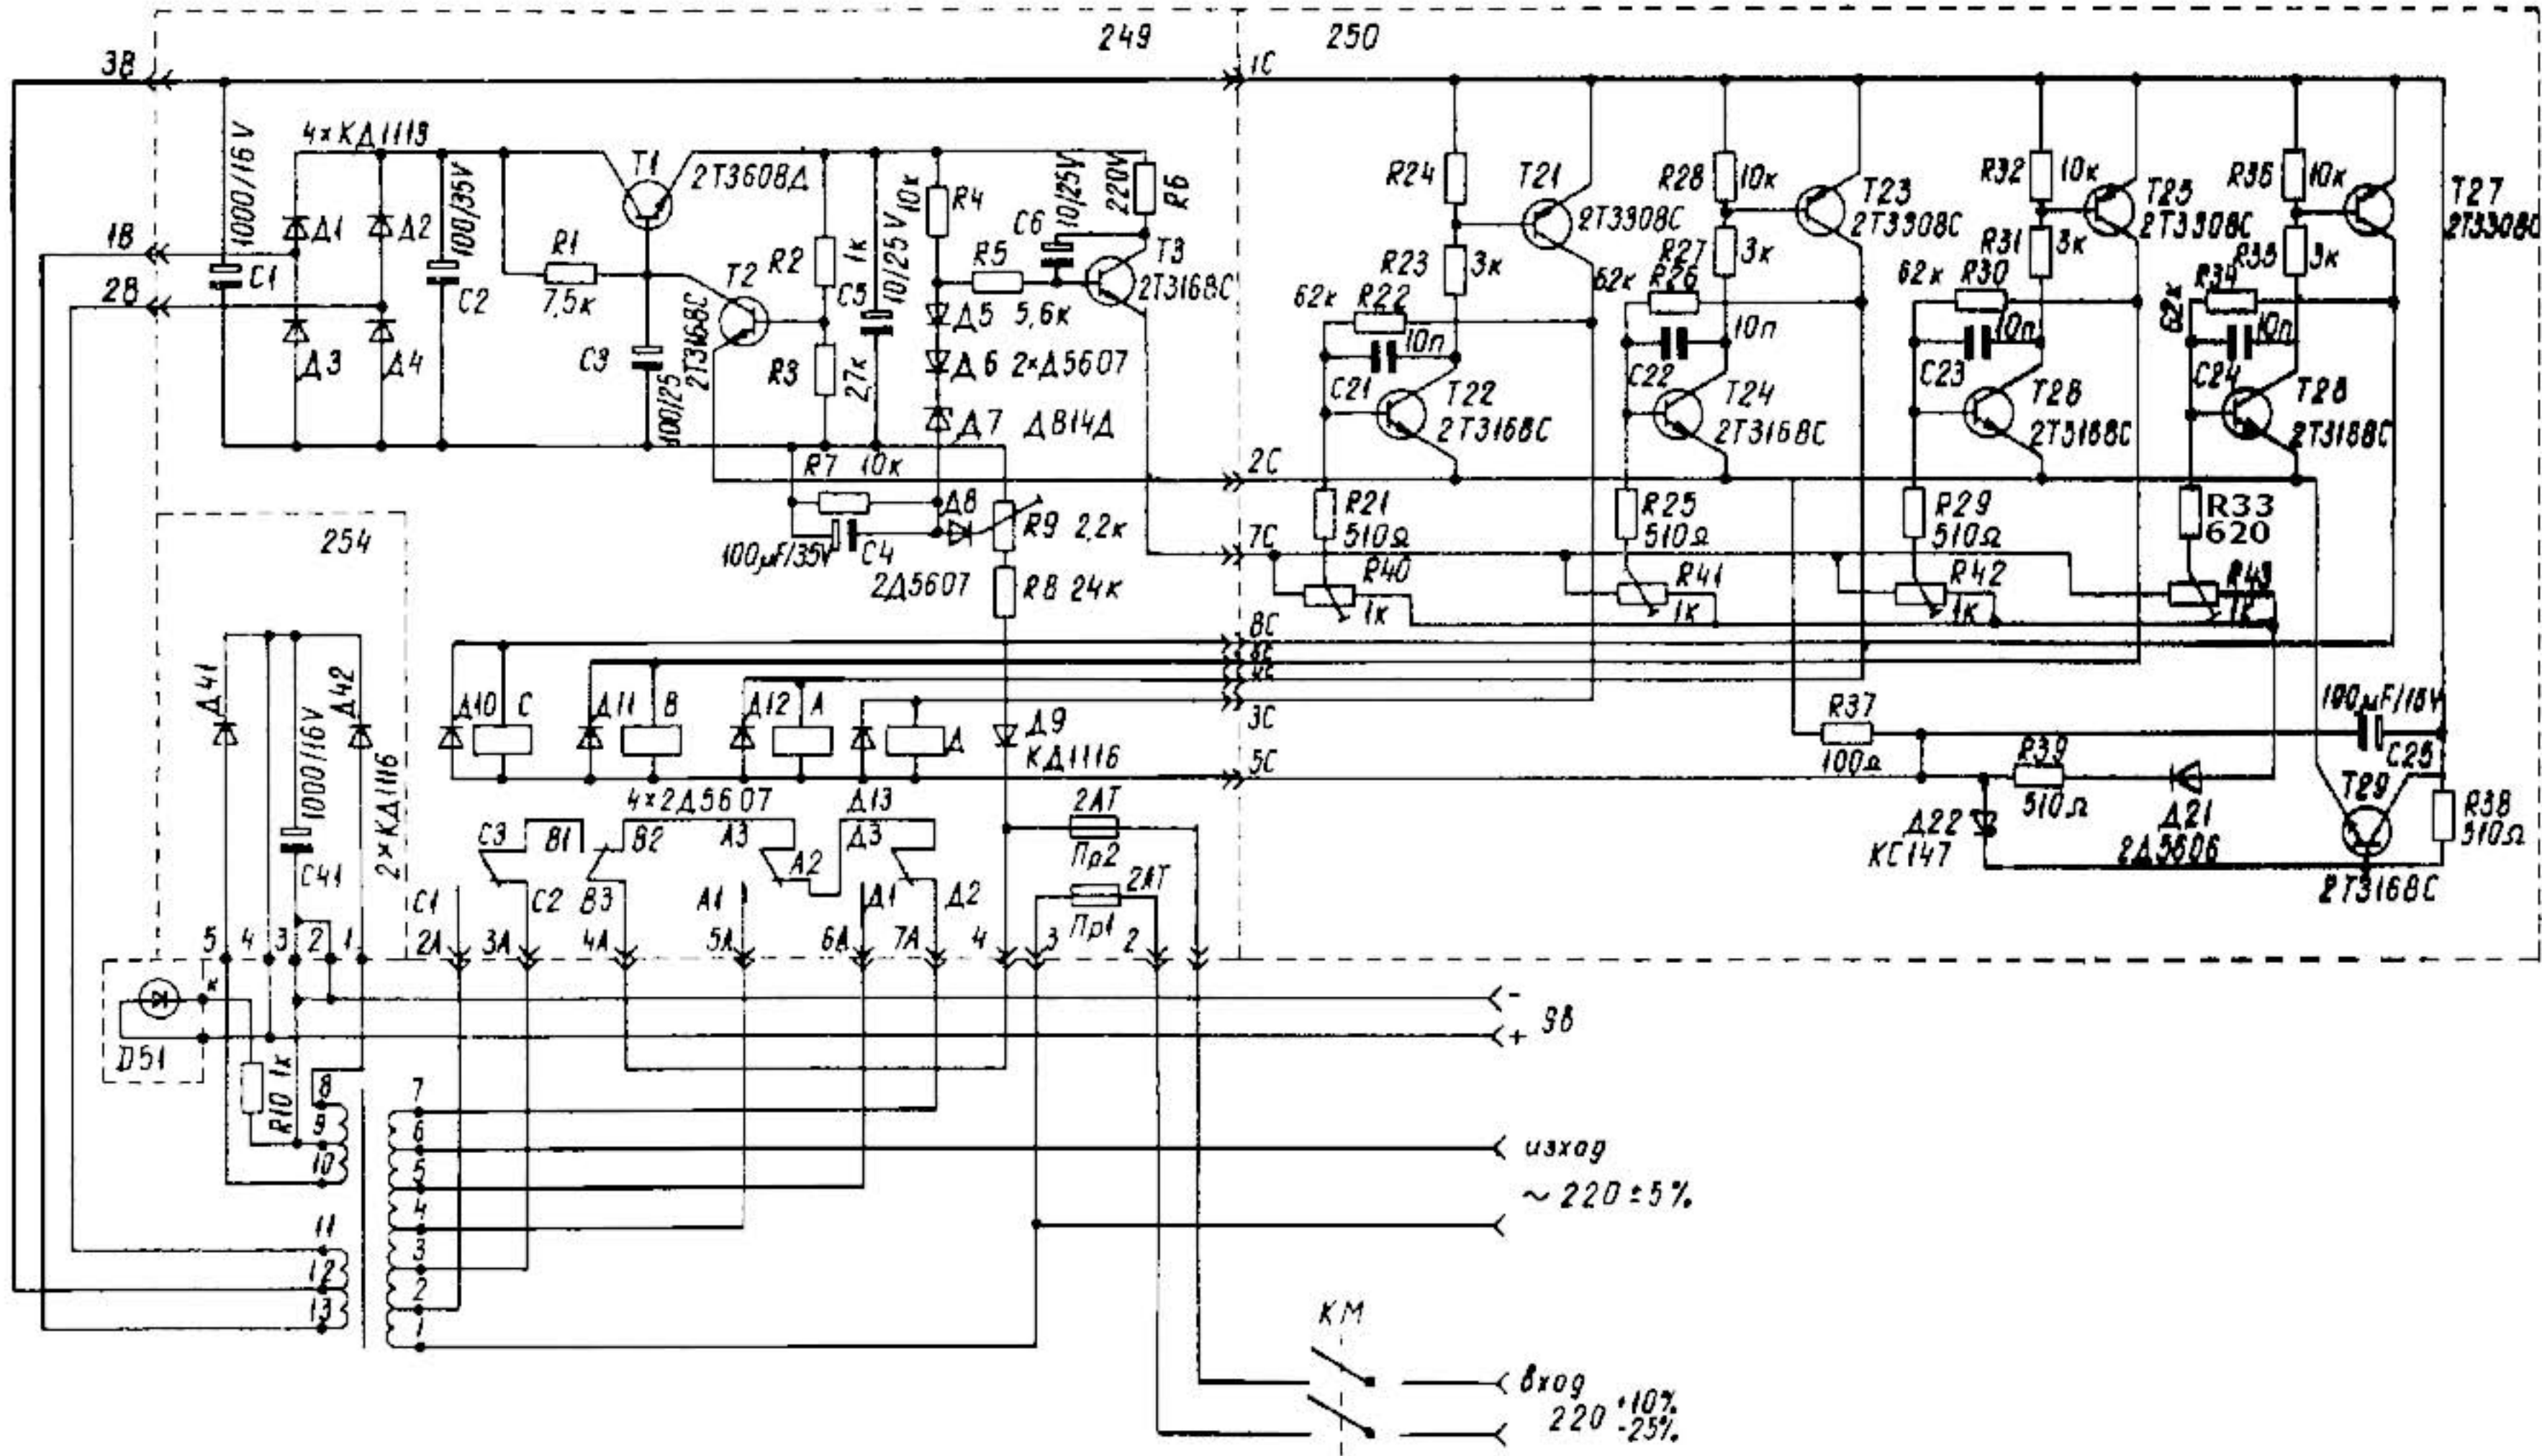 249
250
3В
1С
4×КД1113
1000/16V
Т1
2Т3608Д
100/35V
10к
R4
С6
10/25V
220V
R6
R24
Т21
2Т3308С
R28
10к
Т23
2Т3308С
R32
10к
Т25
2Т3308С
R36
10к
Т27
2Т3308С
1В
Д1
Д2
R1
7,5к
Т2
R2
1к
С5
10/25V
R5
5,6к
Т3
2Т3168С
R23
3к
R27
3к
R31
3к
R35
3к
2В
С1
С2
С3
100/25
2Т3168С
R3
2,7к
Д3
Д4
Д5
Д6
2×Д5607
Д7
Д814Д
62к
R22
10п
С21
Т22
2Т3168С
62к
R26
10п
С22
Т24
2Т3168С
62к
R30
10п
С23
Т26
2Т3168С
62к
R34
10п
С24
Т28
2Т3168С
R7
10к
2С
254
100μF/35V
С4
Д8
2Д5607
R9
2,2к
R8
24к
7С
R21
510Ω
R25
510Ω
R29
510Ω
R33
620
R40
1к
R41
1к
R42
1к
R43
1к
8С
3С
5С
Д41
1000/16V
Д42
2×КД1116
С41
Д10
С
Д11
В
Д12
А
Д
Д9
КД1116
4×2Д5607
Д13
R37
100Ω
100μF/16V
С25
R39
510Ω
Д22
КС147
Д21
2Д5606
Т29
2Т3168С
R38
510Ω
С3
В1
В2
А3
А2
Д3
2АТ
Пр2
С1
С2
В3
А1
Д1
Д2
2АТ
Пр1
5
4
3
2
1
2А
3А
4А
5А
6А
7А
4
3
2
к
D51
R10
1к
-
+
9В
8
9
10
11
12
13
7
6
5
4
3
2
1
изход
~ 220 ±5%
КМ
вход
220 +10%
-25%